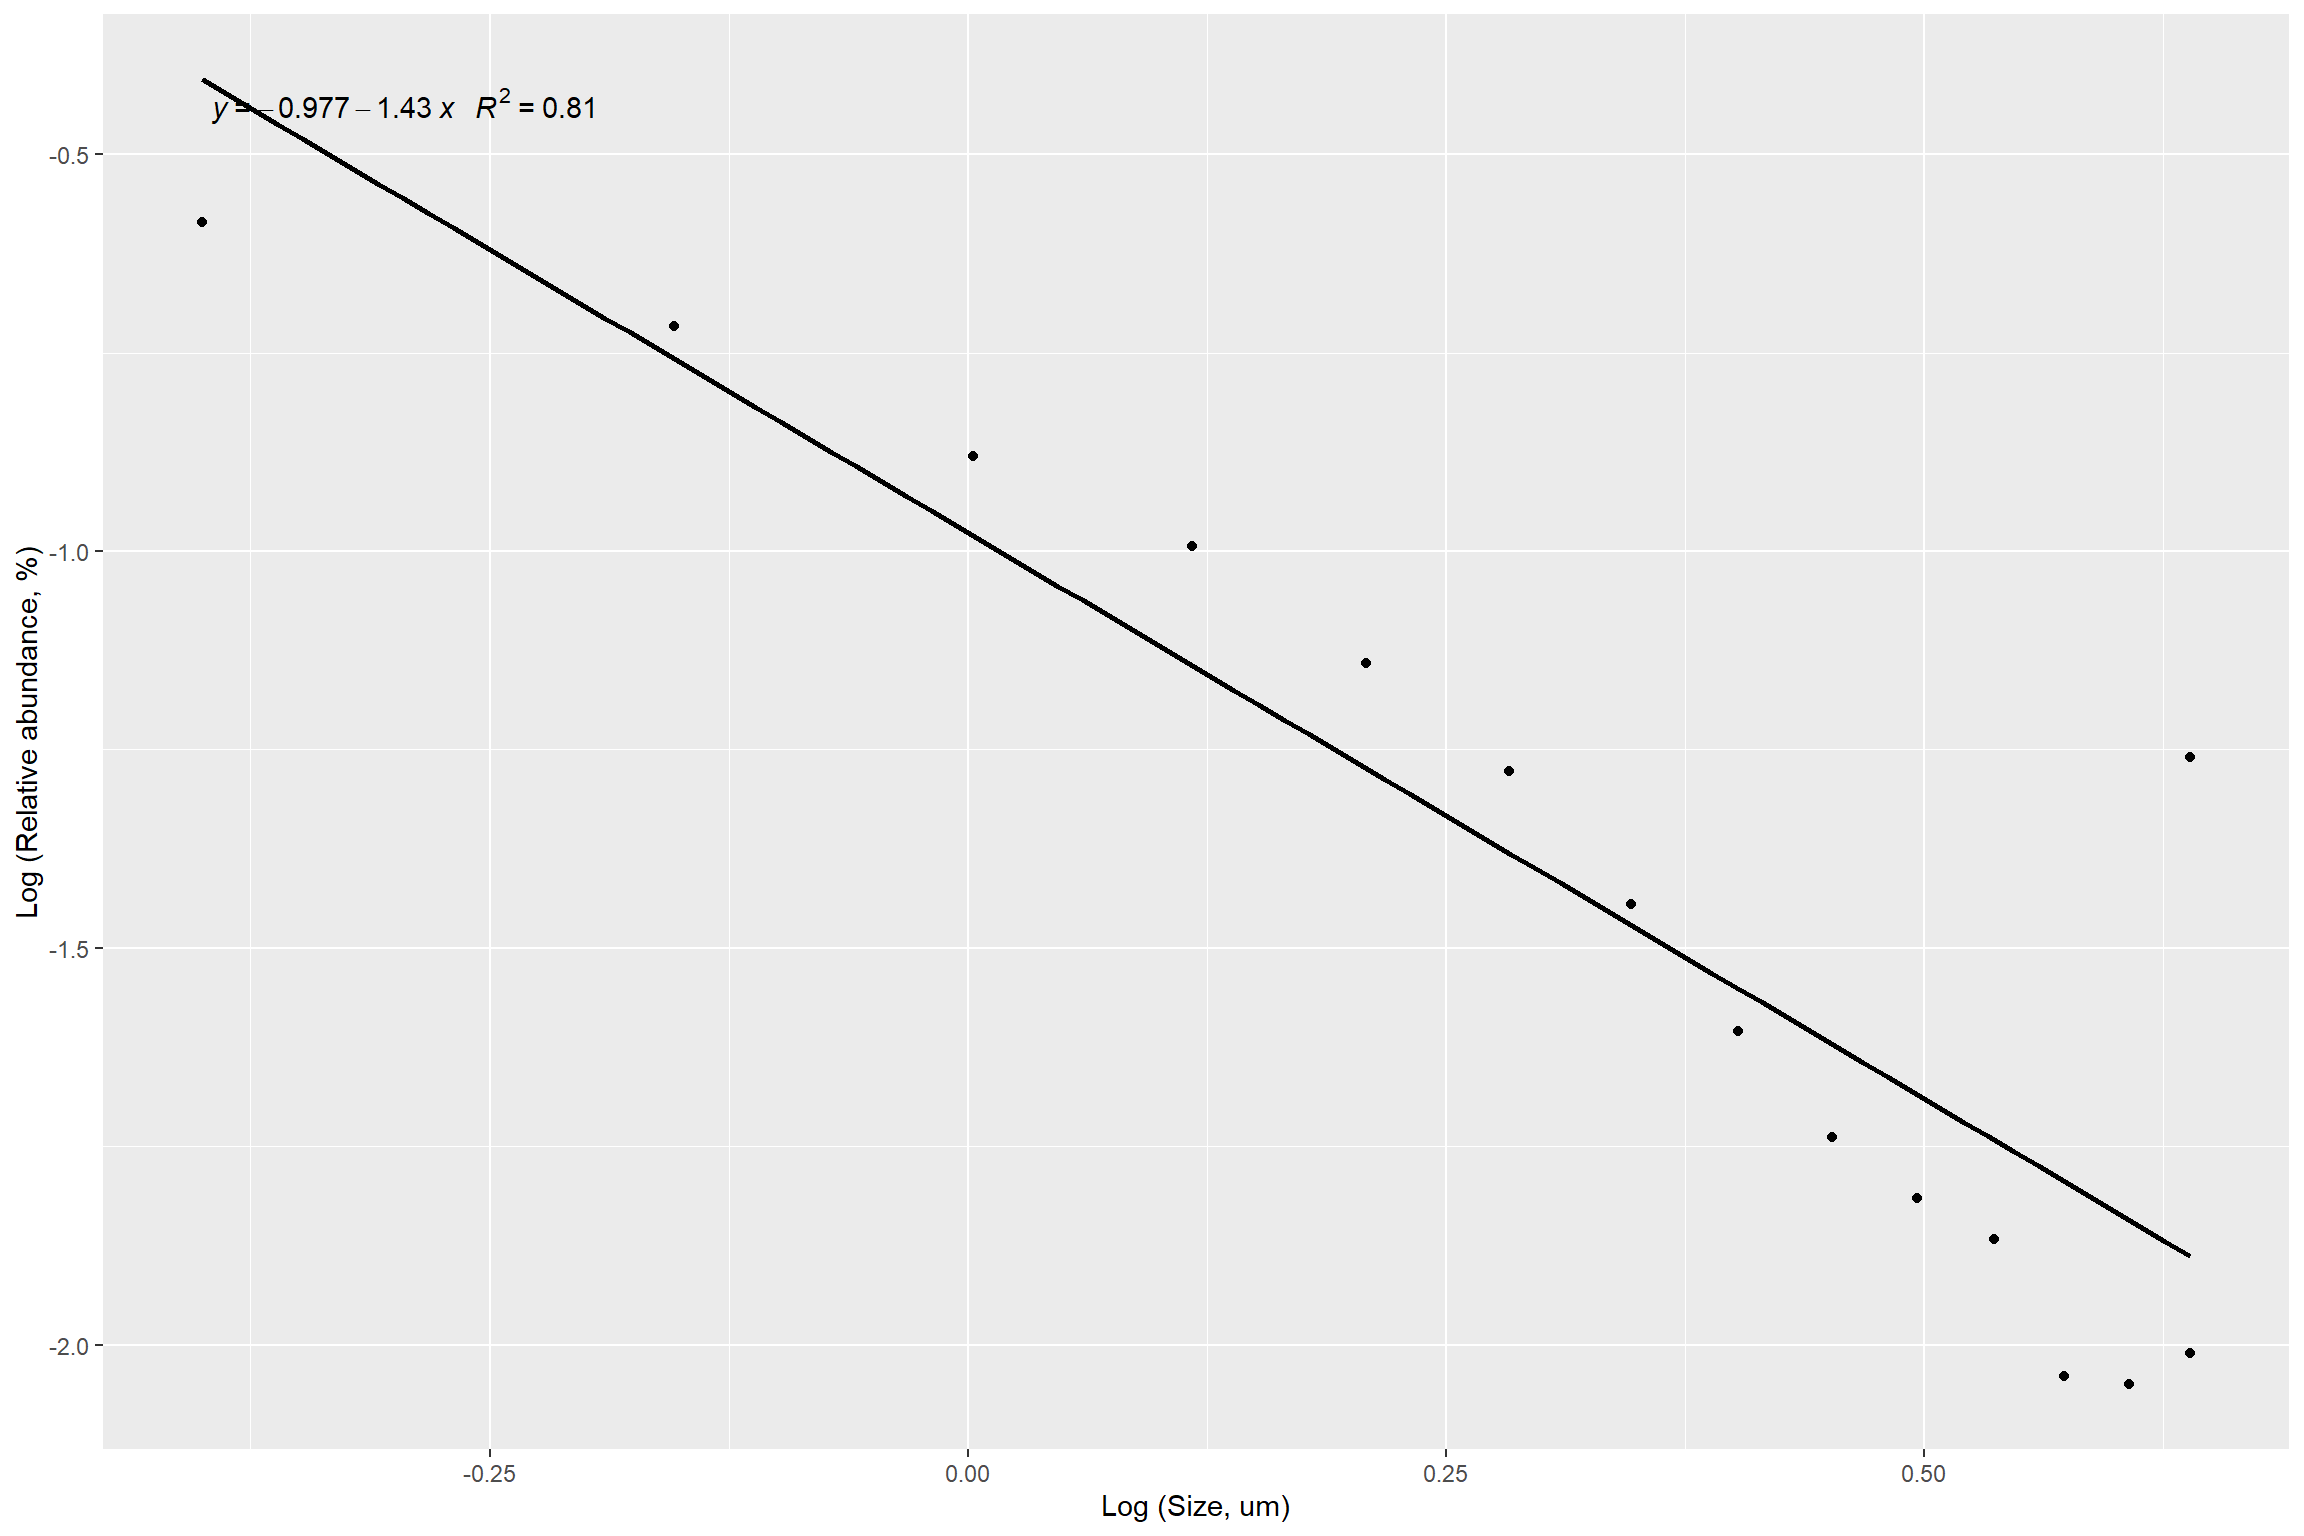 y = − 0.977 − 1.43 x R² = 0.81
-0.5
-1.0
-1.5
-2.0
Log (Relative abundance, %)
-0.25 0.00 0.25 0.50
Log (Size, um)